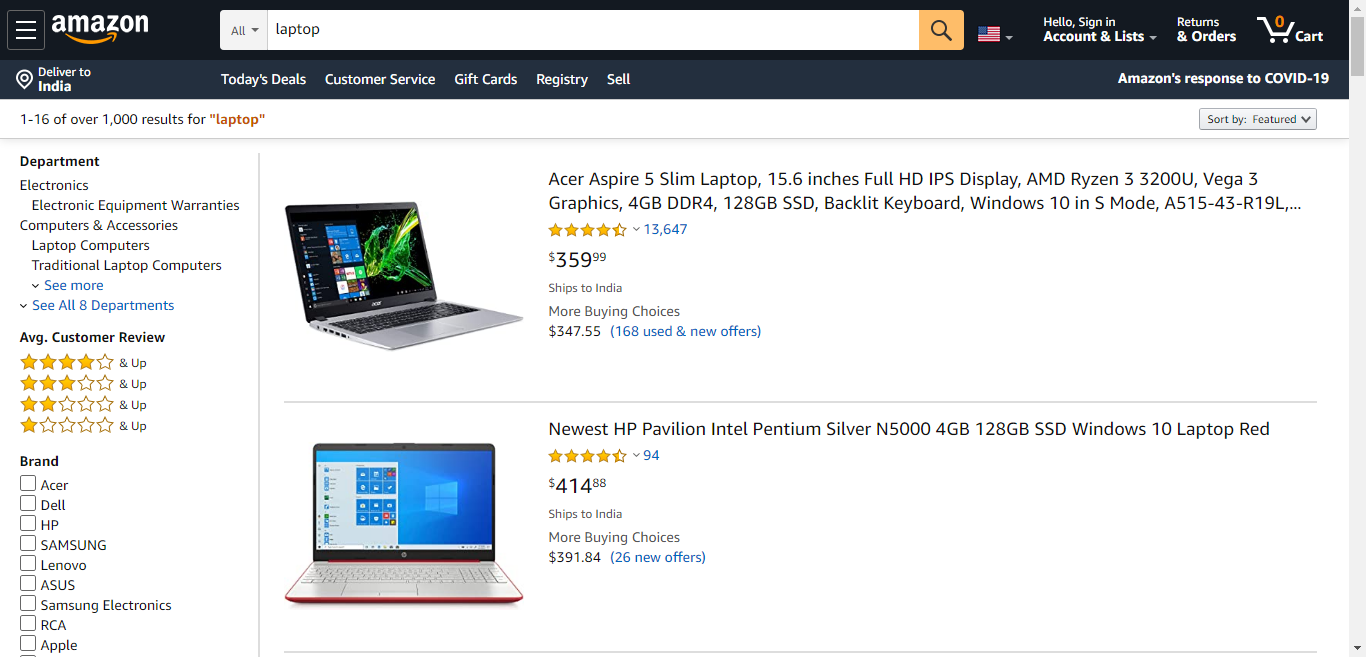 amazon
All
laptop
Hello, Sign in
Account & Lists
Returns
& Orders
0
Cart
Deliver to
India
Today's Deals
Customer Service
Gift Cards
Registry
Sell
Amazon's response to COVID-19
1-16 of over 1,000 results for "laptop"
Sort by: Featured
Department
Electronics
Electronic Equipment Warranties
Computers & Accessories
Laptop Computers
Traditional Laptop Computers
See more
See All 8 Departments
Avg. Customer Review
& Up
& Up
& Up
& Up
Brand
Acer
Dell
HP
SAMSUNG
Lenovo
ASUS
Samsung Electronics
RCA
Apple
Acer Aspire 5 Slim Laptop, 15.6 inches Full HD IPS Display, AMD Ryzen 3 3200U, Vega 3
Graphics, 4GB DDR4, 128GB SSD, Backlit Keyboard, Windows 10 in S Mode, A515-43-R19L,...
13,647
$35999
Ships to India
More Buying Choices
$347.55 (168 used & new offers)
Newest HP Pavilion Intel Pentium Silver N5000 4GB 128GB SSD Windows 10 Laptop Red
94
$41488
Ships to India
More Buying Choices
$391.84 (26 new offers)